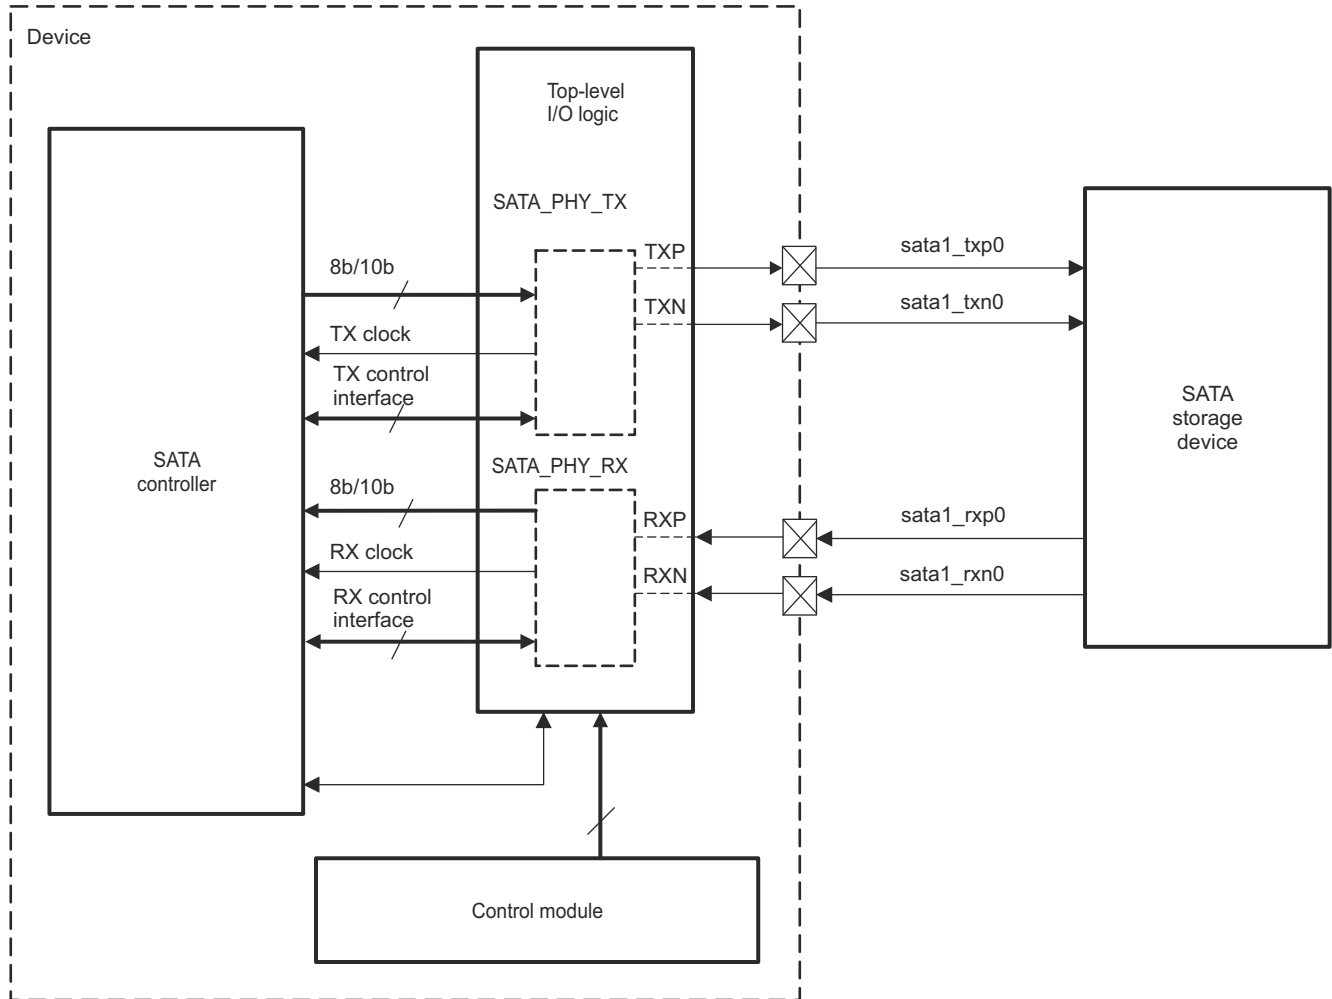 Device
Top-level
I/O logic
SATA_PHY_TX
TXP
sata1_txp0
8b/10b
TXN
sata1_txn0
TX clock
TX control
interface
SATA
storage
device
SATA
controller
SATA_PHY_RX
8b/10b
RXP
sata1_rxp0
RX clock
RXN
sata1_rxn0
RX control
interface
Control module